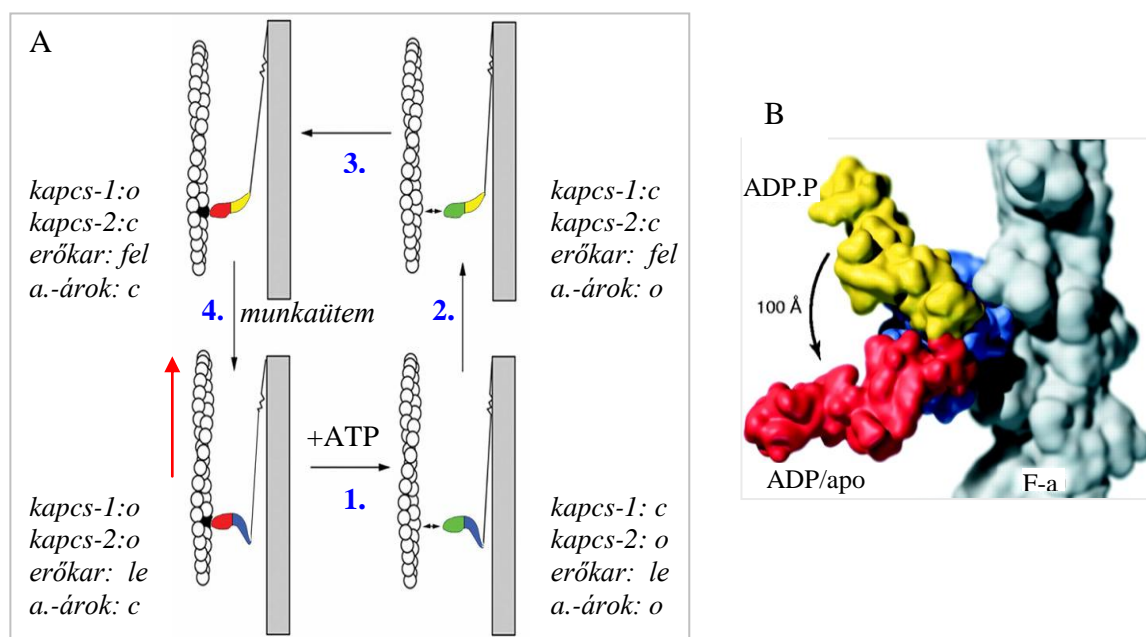 A
3.
kapcs-1:o
kapcs-2:c
erőkar: fel
a.-árok: c
kapcs-1:c
kapcs-2:c
erőkar: fel
a.-árok: o
4. munkaütem
2.
+ATP
1.
kapcs-1:o
kapcs-2:o
erőkar: le
a.-árok: c
kapcs-1: c
kapcs-2: o
erőkar: le
a.-árok: o
B
ADP.P
100 Å
ADP/apo
F-a